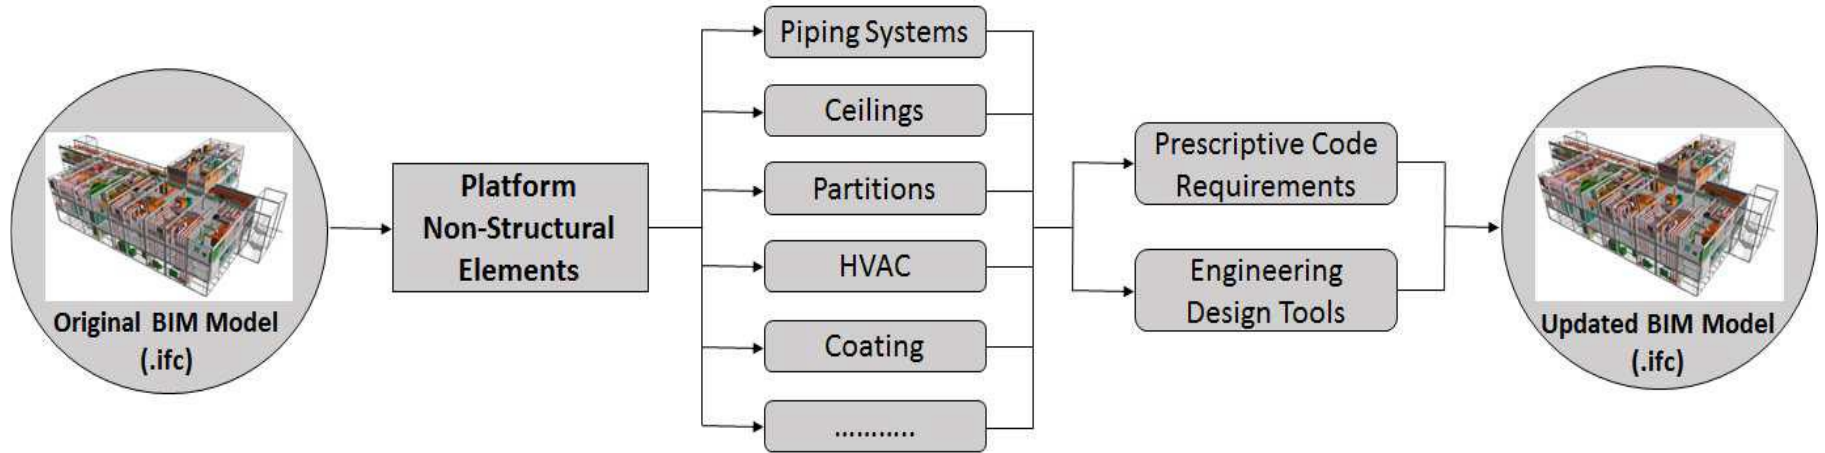 Original BIM Model
(.ifc)
Platform
Non-Structural
Elements
Piping Systems
Ceilings
Partitions
HVAC
Coating
...........
Prescriptive Code
Requirements
Engineering
Design Tools
Updated BIM Model
(.ifc)